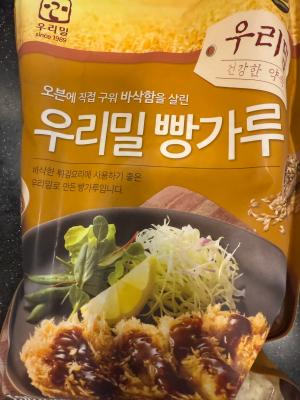 우리밀
since 1989
우리밀
건강한 약
오븐에 직접 구워 바삭함을 살린
우리밀 빵가루
바삭한 튀김요리에 사용하기 좋은
우리밀로 만든 빵가루입니다.